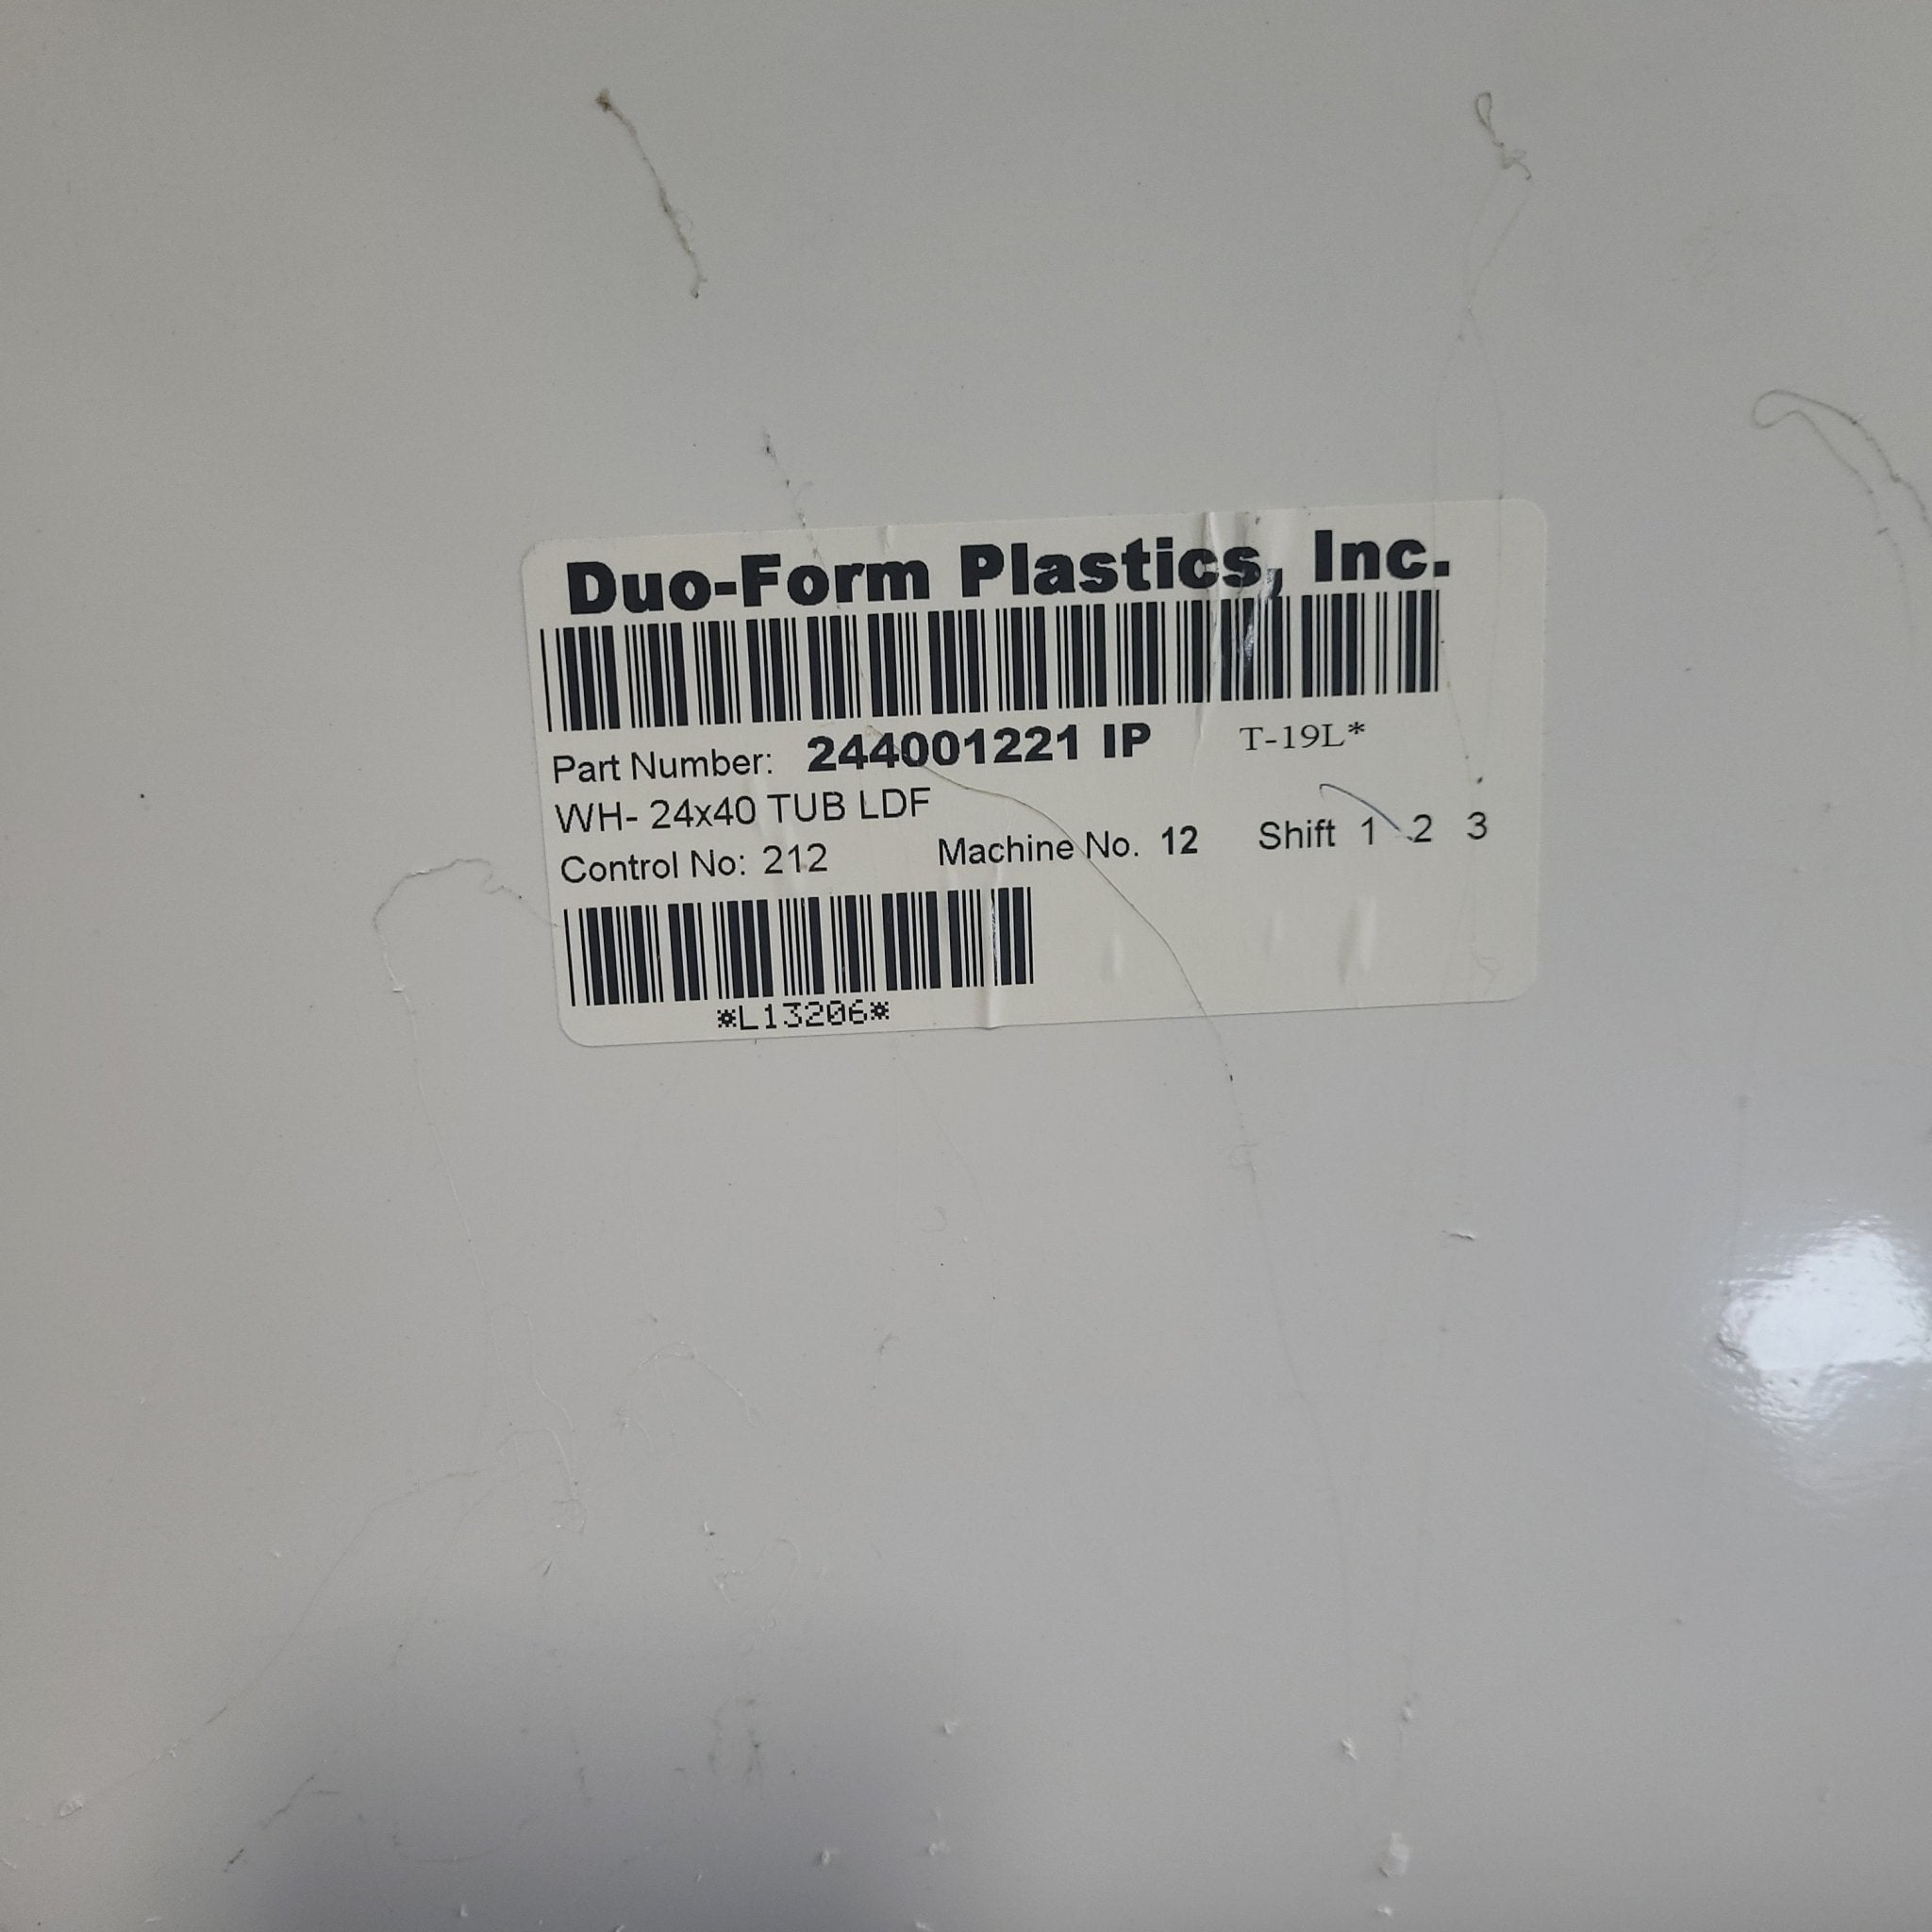 Duo-Form Plastics, Inc.
Part Number: 244001221 IP T-19L*
WH- 24x40 TUB LDF
Control No: 212 Machine No. 12 Shift 1 2 3
*L13206*